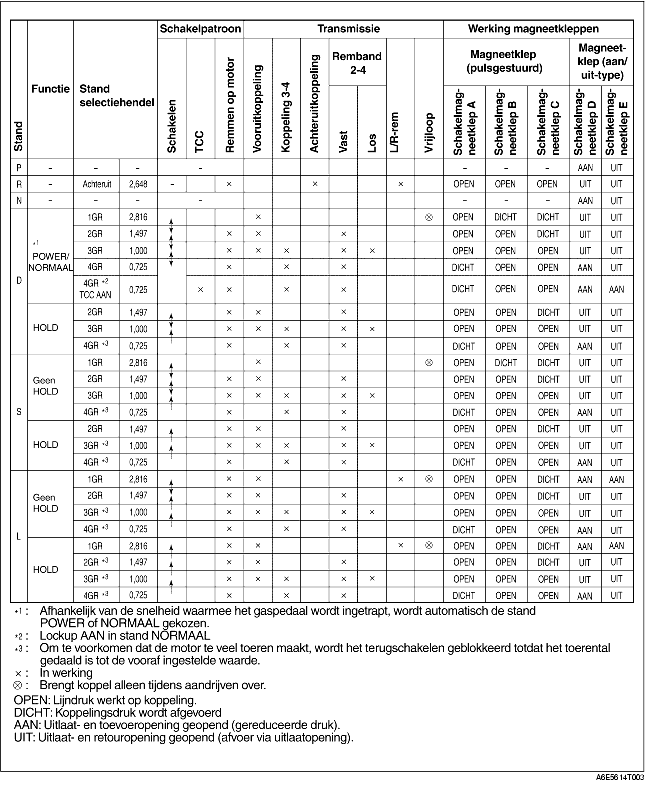 Schakelpatroon Transmissie Werking magneetkleppen
Stand Functie Stand selectiehendel Schakelen TCC Remmen op motor Vooruitkoppeling Koppeling 3-4 Achteruitkoppeling Remband 2-4 Vast Los L/R-rem Vrijloop Magneetklep (pulsgestuurd) Schakelmagneetklep A Schakelmagneetklep B Schakelmagneetklep C Magneetklep (aan/uit-type) Schakelmagneetklep D Schakelmagneetklep E
P – – – – – – AAN UIT
R – Achteruit 2,648 – × × × OPEN OPEN OPEN UIT UIT
N – – – – – – AAN UIT
D *1 POWER/NORMAAL 1GR 2,816 × ⊗ OPEN DICHT DICHT UIT UIT
2GR 1,497 × × × OPEN OPEN DICHT UIT UIT
3GR 1,000 × × × × × OPEN OPEN OPEN UIT UIT
4GR 0,725 × × × DICHT OPEN OPEN AAN UIT
4GR *2 TCC AAN 0,725 × × × × DICHT OPEN OPEN AAN AAN
HOLD 2GR 1,497 × × × OPEN OPEN DICHT UIT UIT
3GR 1,000 × × × × × OPEN OPEN OPEN UIT UIT
4GR *3 0,725 × × × DICHT OPEN OPEN AAN UIT
S Geen HOLD 1GR 2,816 × ⊗ OPEN DICHT DICHT UIT UIT
2GR 1,497 × × × OPEN OPEN DICHT UIT UIT
3GR 1,000 × × × × × OPEN OPEN OPEN UIT UIT
4GR *3 0,725 × × × DICHT OPEN OPEN AAN UIT
HOLD 2GR 1,497 × × × OPEN OPEN DICHT UIT UIT
3GR *3 1,000 × × × × × OPEN OPEN OPEN UIT UIT
4GR *3 0,725 × × × DICHT OPEN OPEN AAN UIT
L Geen HOLD 1GR 2,816 × × × ⊗ OPEN OPEN DICHT AAN AAN
2GR 1,497 × × × OPEN OPEN DICHT UIT UIT
3GR *3 1,000 × × × × × OPEN OPEN OPEN UIT UIT
4GR *3 0,725 × × × DICHT OPEN OPEN AAN UIT
HOLD 1GR 2,816 × × × ⊗ OPEN OPEN DICHT AAN AAN
2GR *3 1,497 × × × OPEN OPEN DICHT UIT UIT
3GR *3 1,000 × × × × × OPEN OPEN OPEN UIT UIT
4GR *3 0,725 × × × DICHT OPEN OPEN AAN UIT
*1 : Afhankelijk van de snelheid waarmee het gaspedaal wordt ingetrapt, wordt automatisch de stand
POWER of NORMAAL gekozen.
*2 : Lockup AAN in stand NORMAAL
*3 : Om te voorkomen dat de motor te veel toeren maakt, wordt het terugschakelen geblokkeerd totdat het toerental
gedaald is tot de vooraf ingestelde waarde.
× : In werking
⊗ : Brengt koppel alleen tijdens aandrijven over.
OPEN: Lijndruk werkt op koppeling.
DICHT: Koppelingsdruk wordt afgevoerd
AAN: Uitlaat- en toevoeropening geopend (gereduceerde druk).
UIT: Uitlaat- en retouropening geopend (afvoer via uitlaatopening).
A6E5614T003